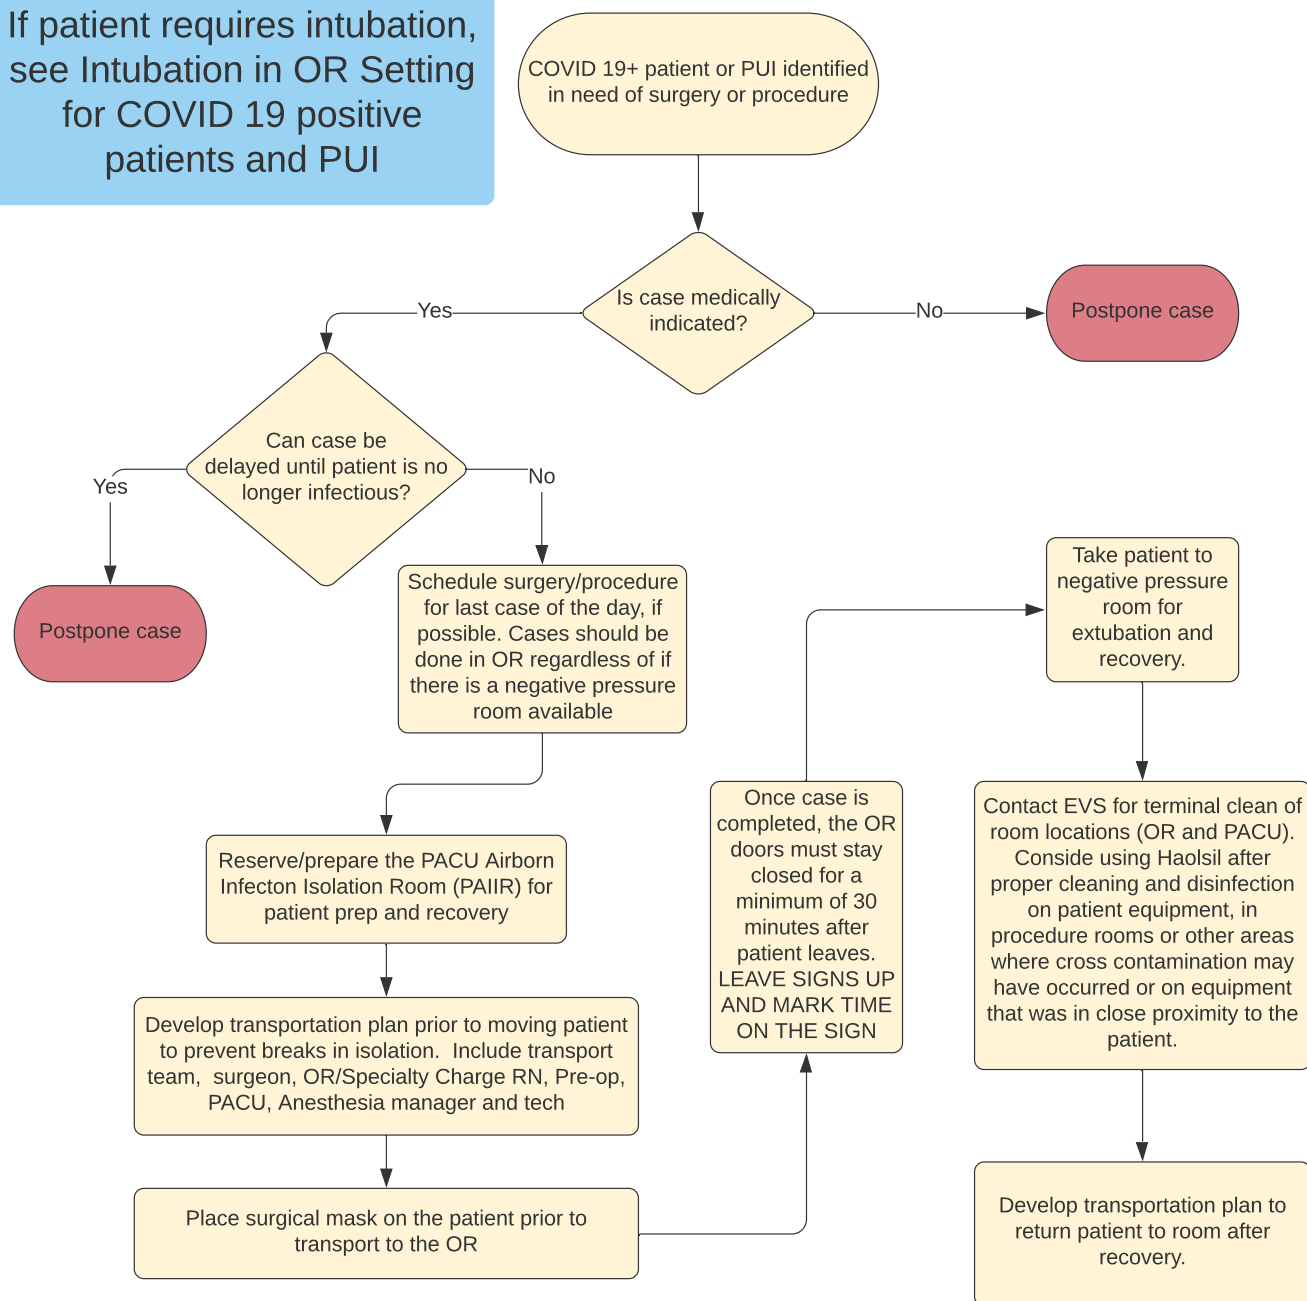 If patient requires intubation,
see Intubation in OR Setting
for COVID 19 positive
patients and PUI
COVID 19+ patient or PUI identified
in need of surgery or procedure
Is case medically
indicated?
Yes
No
Postpone case
Can case be
delayed until patient is no
longer infectious?
Yes
No
Postpone case
Schedule surgery/procedure
for last case of the day, if
possible. Cases should be
done in OR regardless of if
there is a negative pressure
room available
Reserve/prepare the PACU Airborn
Infecton Isolation Room (PAIIR) for
patient prep and recovery
Develop transportation plan prior to moving patient
to prevent breaks in isolation.  Include transport
team,  surgeon, OR/Specialty Charge RN, Pre-op,
PACU, Anesthesia manager and tech
Place surgical mask on the patient prior to
transport to the OR
Once case is
completed, the OR
doors must stay
closed for a
minimum of 30
minutes after
patient leaves.
LEAVE SIGNS UP
AND MARK TIME
ON THE SIGN
Take patient to
negative pressure
room for
extubation and
recovery.
Contact EVS for terminal clean of
room locations (OR and PACU).
Conside using Haolsil after
proper cleaning and disinfection
on patient equipment, in
procedure rooms or other areas
where cross contamination may
have occurred or on equipment
that was in close proximity to the
patient.
Develop transportation plan to
return patient to room after
recovery.